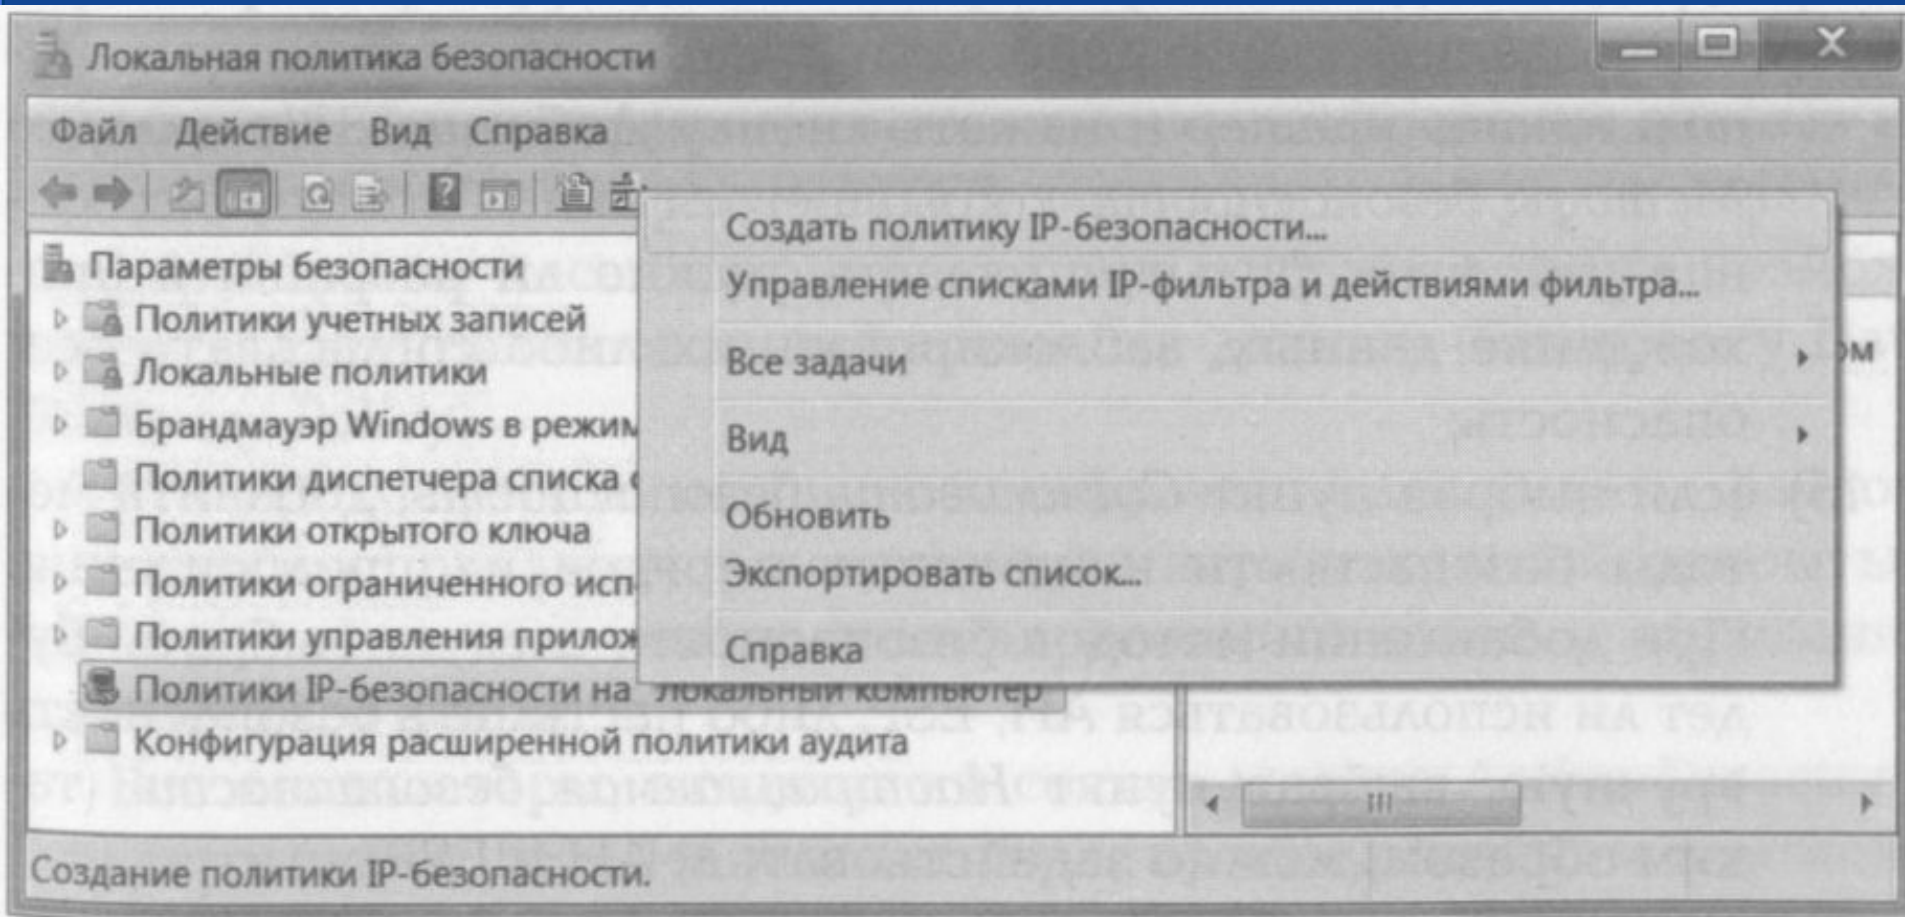 Локальная политика безопасности
Файл Действие Вид Справка
Параметры безопасности
Политики учетных записей
Локальные политики
Брандмауэр Windows в режим
Политики диспетчера списка
Политики открытого ключа
Политики ограниченного исп
Политики управления прилож
Политики IP-безопасности на "Локальный компьютер
Конфигурация расширенной политики аудита
Создать политику IP-безопасности...
Управление списками IP-фильтра и действиями фильтра...
Все задачи
Вид
Обновить
Экспортировать список...
Справка
ом
Создание политики IP-безопасности.